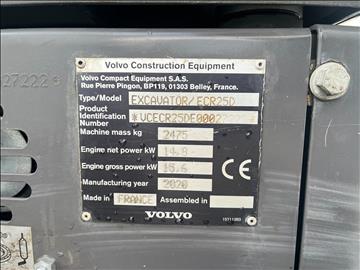 27222*
Volvo Construction Equipment
Volvo Compact Equipment S.A.S.
Rue Pierre Pingon, BP119, 01303 Belley, France.
Type/Model EXCAVATOR/ECR25D
Product
Identification
Number *VCECR25DE0002
Machine mass kg 2475
Engine net power kW 14.8
Engine gross power kW 15.6
Manufacturing year 2020
CE
Made in FRANCE Assembled in
VOLVO